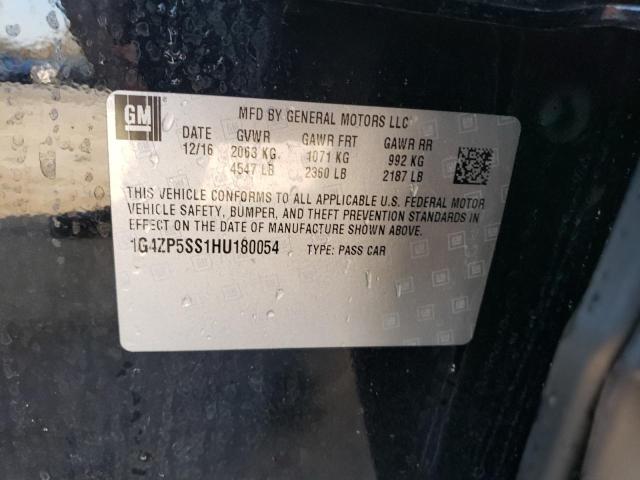 GM
MFD BY GENERAL MOTORS LLC
DATE GVWR GAWR FRT GAWR RR
12/16 2063 KG 1071 KG 992 KG
4547 LB 2360 LB 2187 LB
THIS VEHICLE CONFORMS TO ALL APPLICABLE U.S. FEDERAL MOTOR
VEHICLE SAFETY, BUMPER, AND THEFT PREVENTION STANDARDS IN
EFFECT ON THE DATE OF MANUFACTURE SHOWN ABOVE.
1G4ZP5SS1HU180054 TYPE: PASS CAR